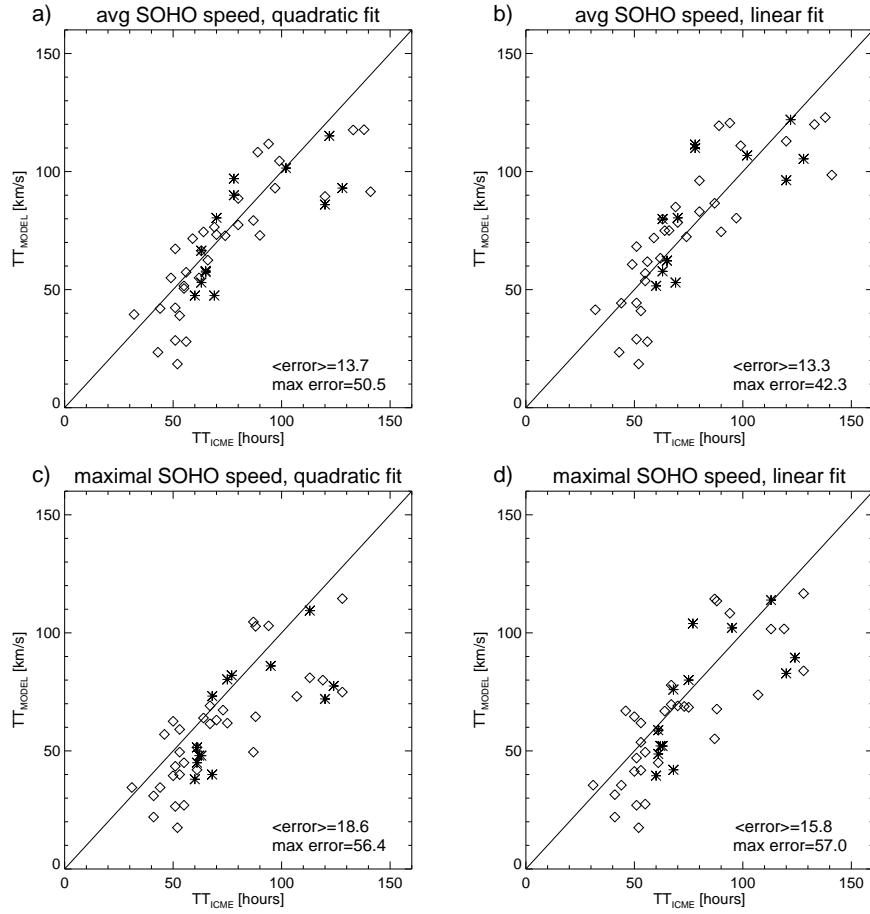 a) avg SOHO speed, quadratic fit
150
100
50
0
TT_MODEL [km/s]
<error>=13.7
max error=50.5
0 50 100 150
TT_ICME [hours]
b) avg SOHO speed, linear fit
150
100
50
0
TT_MODEL [km/s]
<error>=13.3
max error=42.3
0 50 100 150
TT_ICME [hours]
c) maximal SOHO speed, quadratic fit
150
100
50
0
TT_MODEL [km/s]
<error>=18.6
max error=56.4
0 50 100 150
TT_ICME [hours]
d) maximal SOHO speed, linear fit
150
100
50
0
TT_MODEL [km/s]
<error>=15.8
max error=57.0
0 50 100 150
TT_ICME [hours]